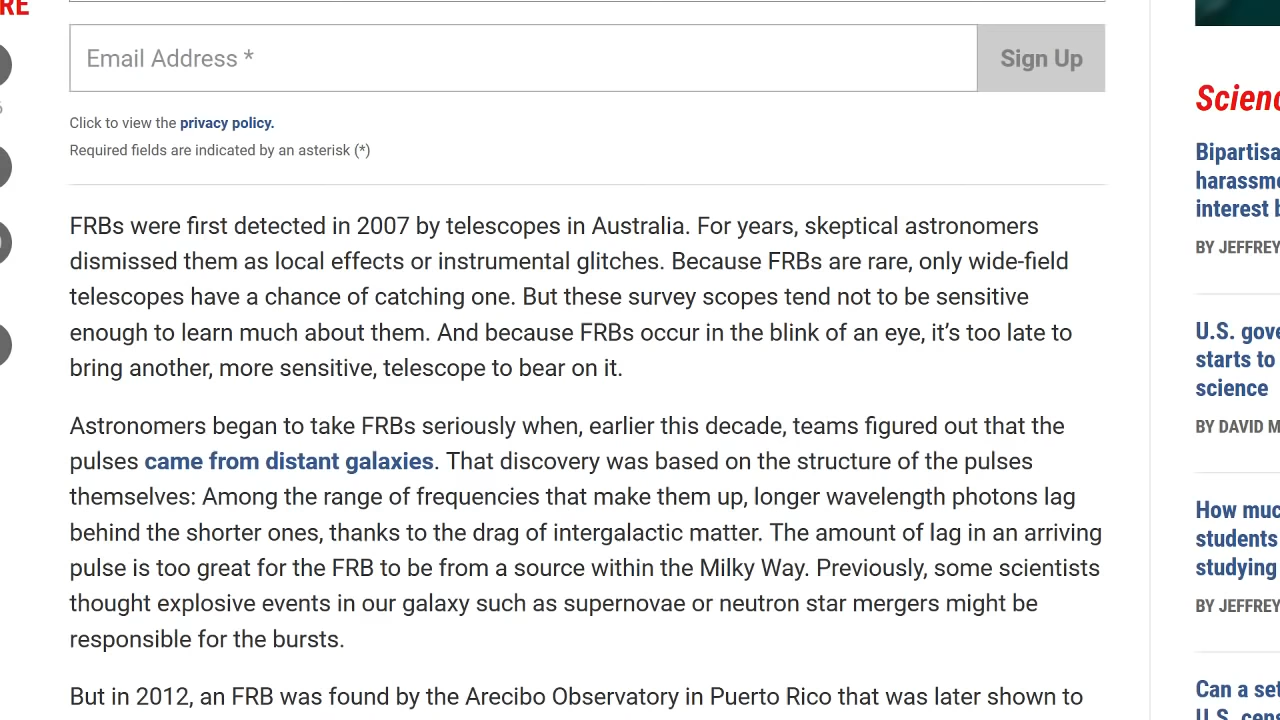 RE
Email Address *
Sign Up
Click to view the privacy policy.
Required fields are indicated by an asterisk (*)
FRBs were first detected in 2007 by telescopes in Australia. For years, skeptical astronomers
dismissed them as local effects or instrumental glitches. Because FRBs are rare, only wide-field
telescopes have a chance of catching one. But these survey scopes tend not to be sensitive
enough to learn much about them. And because FRBs occur in the blink of an eye, it’s too late to
bring another, more sensitive, telescope to bear on it.
Astronomers began to take FRBs seriously when, earlier this decade, teams figured out that the
pulses came from distant galaxies. That discovery was based on the structure of the pulses
themselves: Among the range of frequencies that make them up, longer wavelength photons lag
behind the shorter ones, thanks to the drag of intergalactic matter. The amount of lag in an arriving
pulse is too great for the FRB to be from a source within the Milky Way. Previously, some scientists
thought explosive events in our galaxy such as supernovae or neutron star mergers might be
responsible for the bursts.
But in 2012, an FRB was found by the Arecibo Observatory in Puerto Rico that was later shown to
Scienc
Bipartisa
harassme
interest b
BY JEFFREY
U.S. gove
starts to
science
BY DAVID M
How muc
students
studying
BY JEFFREY
Can a set
U.S. cens